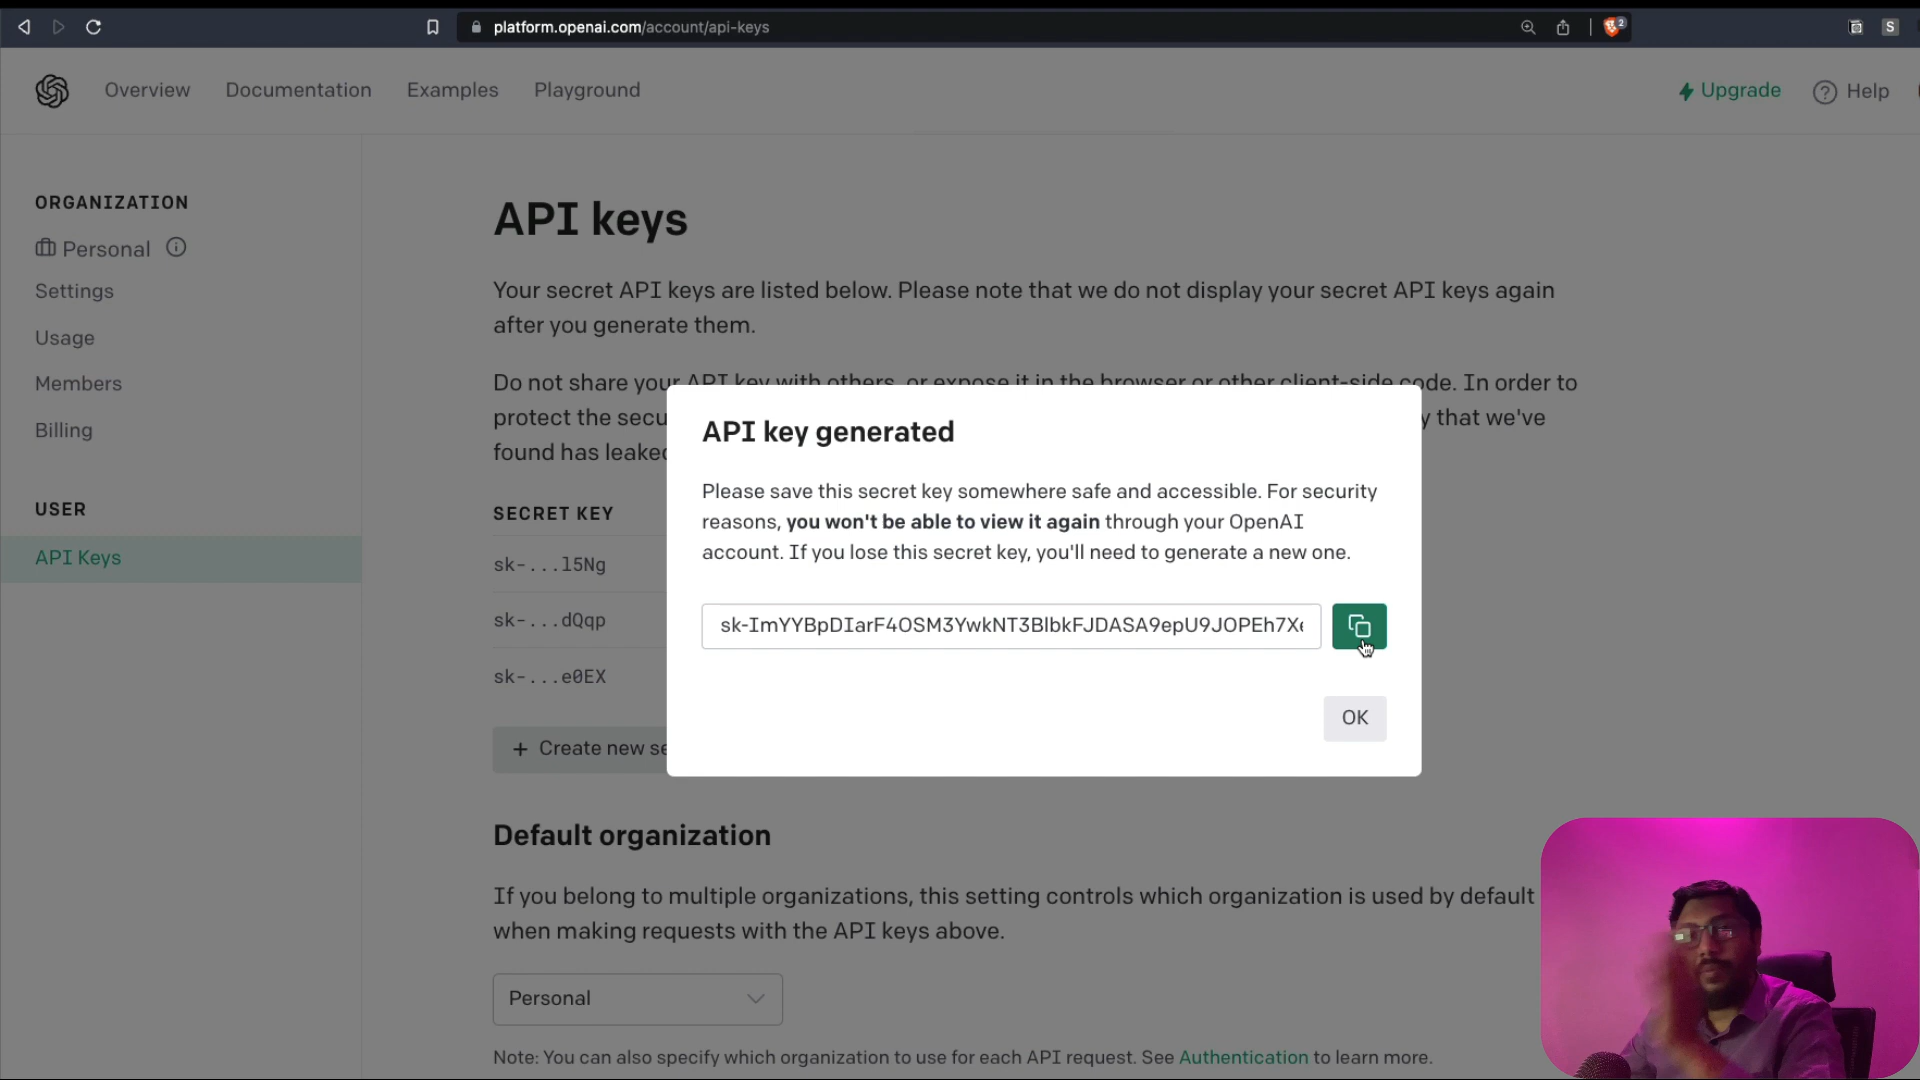 platform.openai.com/account/api-keys
2
S
Overview
Documentation
Examples
Playground
Upgrade
Help
ORGANIZATION
Personal
Settings
Usage
Members
Billing
USER
API Keys
API keys
Your secret API keys are listed below. Please note that we do not display your secret API keys again
after you generate them.
Do not share your API key with others, or expose it in the browser or other client-side code. In order to
protect the secu
y that we've
found has leaked
SECRET KEY
sk-...l5Ng
sk-...dQqp
sk-...e0EX
+ Create new se
API key generated
Please save this secret key somewhere safe and accessible. For security
reasons, you won't be able to view it again through your OpenAI
account. If you lose this secret key, you'll need to generate a new one.
OK
Default organization
If you belong to multiple organizations, this setting controls which organization is used by default
when making requests with the API keys above.
Personal
Note: You can also specify which organization to use for each API request. See Authentication to learn more.